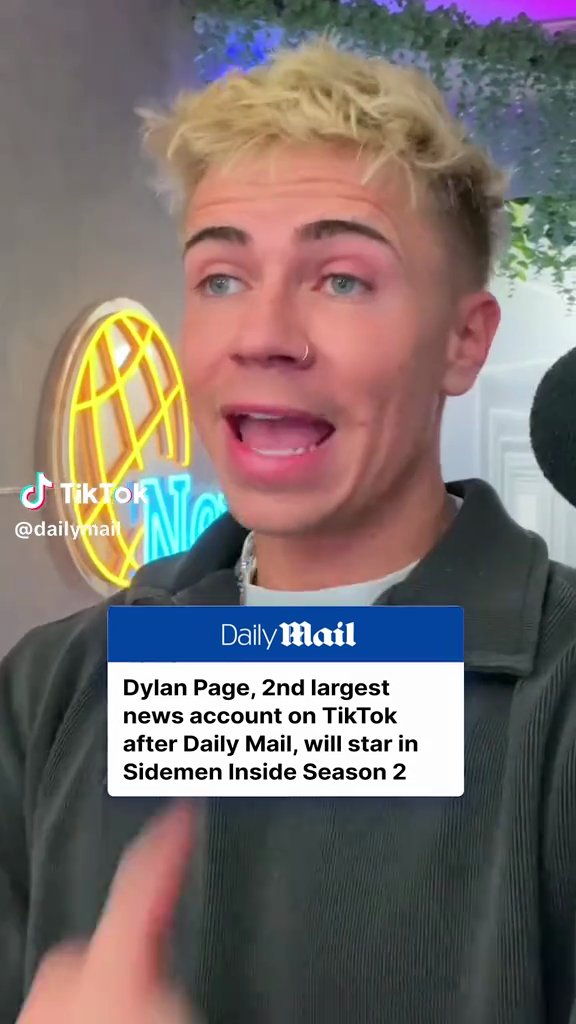 TikTok
@dailymail
Daily Mail
Dylan Page, 2nd largest
news account on TikTok
after Daily Mail, will star in
Sidemen Inside Season 2